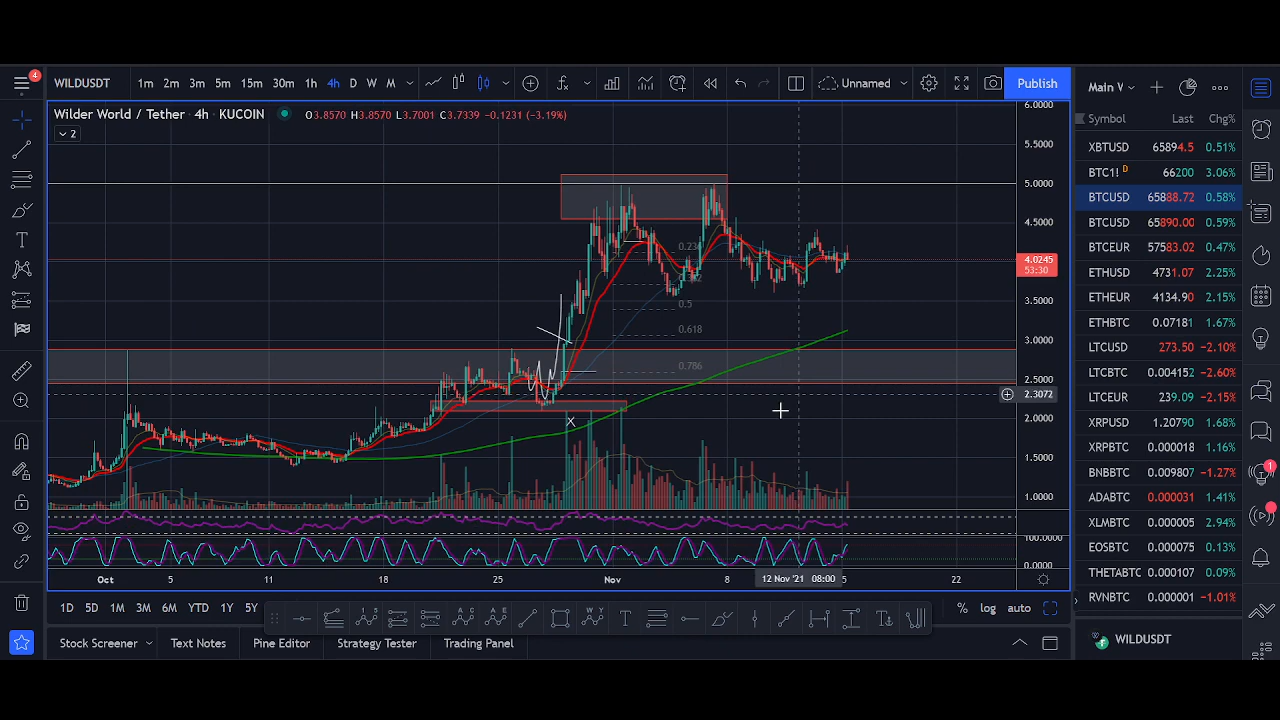 4 WILDUSDT 1m 2m 3m 5m 15m 30m 1h 4h D W M Unnamed Publish Main
Wilder World / Tether · 4h · KUCOIN O3.8570 H3.8570 L3.7001 C3.7339 -0.1231 (-3.19%)
2
6.0000
5.5000
5.0000
4.5000
4.0245
53:30
3.5000
3.0000
2.5000
2.3072
2.0000
1.5000
1.0000
0.5
0.618
0.786
X
100.0000
0.0000
Oct 5 11 18 25 Nov 8 12 Nov '21 08:00 5 22
1D 5D 1M 3M 6M YTD 1Y 5Y % log auto
Stock Screener Text Notes Pine Editor Strategy Tester Trading Panel
Symbol Last Chg%
XBTUSD 65894.5 0.51%
BTC1! D 66200 3.06%
BTCUSD 65888.72 0.58%
BTCUSD 65890.00 0.59%
BTCEUR 57583.02 0.47%
ETHUSD 4731.07 2.25%
ETHEUR 4134.90 2.15%
ETHBTC 0.07181 1.67%
LTCUSD 273.50 -2.10%
LTCBTC 0.004152 -2.60%
LTCEUR 239.09 -2.15%
XRPUSD 1.20790 1.68%
XRPBTC 0.000018 1.16%
BNBBTC 0.009807 -1.27%
ADABTC 0.000031 1.41%
XLMBTC 0.000005 2.94%
EOSBTC 0.000075 0.13%
THETABTC 0.000107 0.09%
RVNBTC 0.000001 -1.01%
WILDUSDT
1